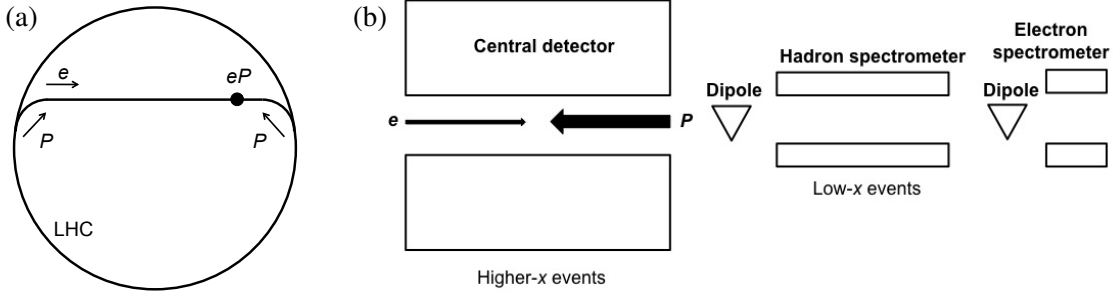 (a)
e
eP
P
P
LHC
(b)
Central detector
e
P
Higher-x events
Dipole
Hadron spectrometer
Low-x events
Dipole
Electron
spectrometer